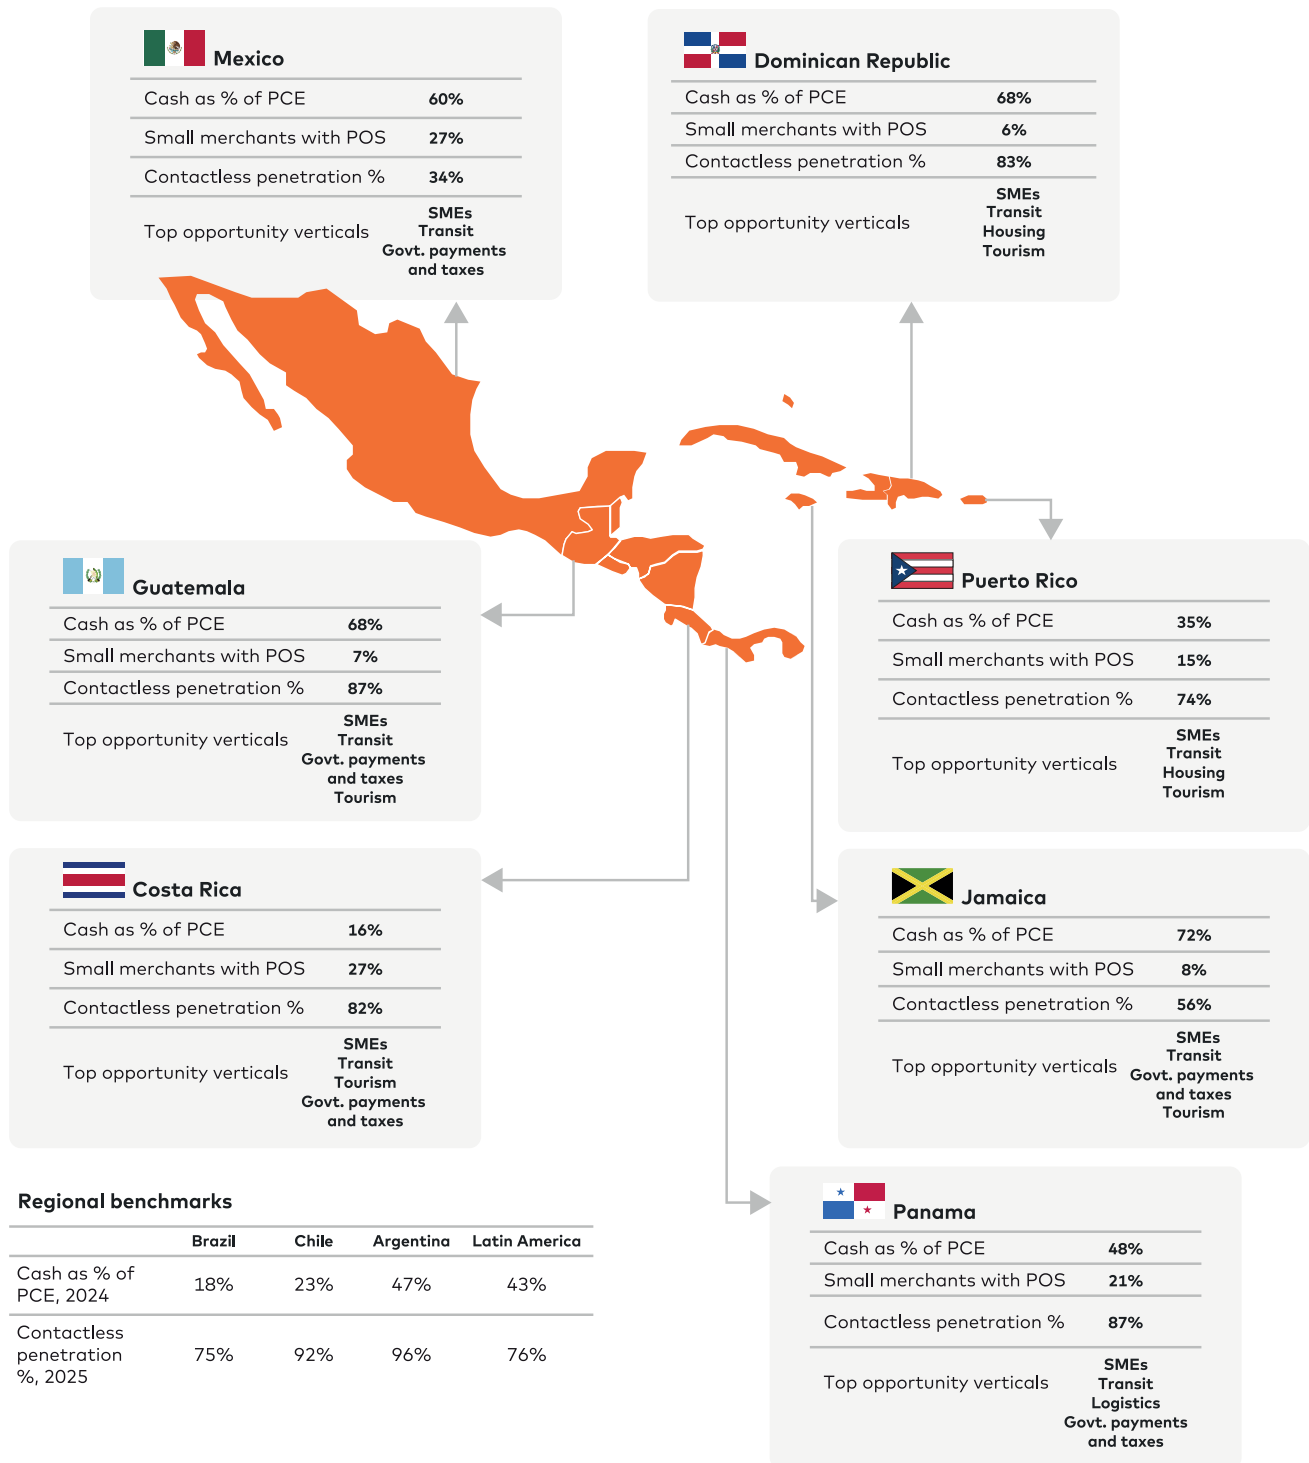 Mexico
Cash as % of PCE 60%
Small merchants with POS 27%
Contactless penetration % 34%
Top opportunity verticals
SMEs
Transit
Govt. payments
and taxes
Dominican Republic
Cash as % of PCE 68%
Small merchants with POS 6%
Contactless penetration % 83%
Top opportunity verticals
SMEs
Transit
Housing
Tourism
Guatemala
Cash as % of PCE 68%
Small merchants with POS 7%
Contactless penetration % 87%
Top opportunity verticals
SMEs
Transit
Govt. payments
and taxes
Tourism
Puerto Rico
Cash as % of PCE 35%
Small merchants with POS 15%
Contactless penetration % 74%
Top opportunity verticals
SMEs
Transit
Housing
Tourism
Costa Rica
Cash as % of PCE 16%
Small merchants with POS 27%
Contactless penetration % 82%
Top opportunity verticals
SMEs
Transit
Tourism
Govt. payments
and taxes
Jamaica
Cash as % of PCE 72%
Small merchants with POS 8%
Contactless penetration % 56%
Top opportunity verticals
SMEs
Transit
Govt. payments
and taxes
Tourism
Regional benchmarks
Brazil Chile Argentina Latin America
Cash as % of
PCE, 2024
18% 23% 47% 43%
Contactless
penetration
%, 2025
75% 92% 96% 76%
Panama
Cash as % of PCE 48%
Small merchants with POS 21%
Contactless penetration % 87%
Top opportunity verticals
SMEs
Transit
Logistics
Govt. payments
and taxes